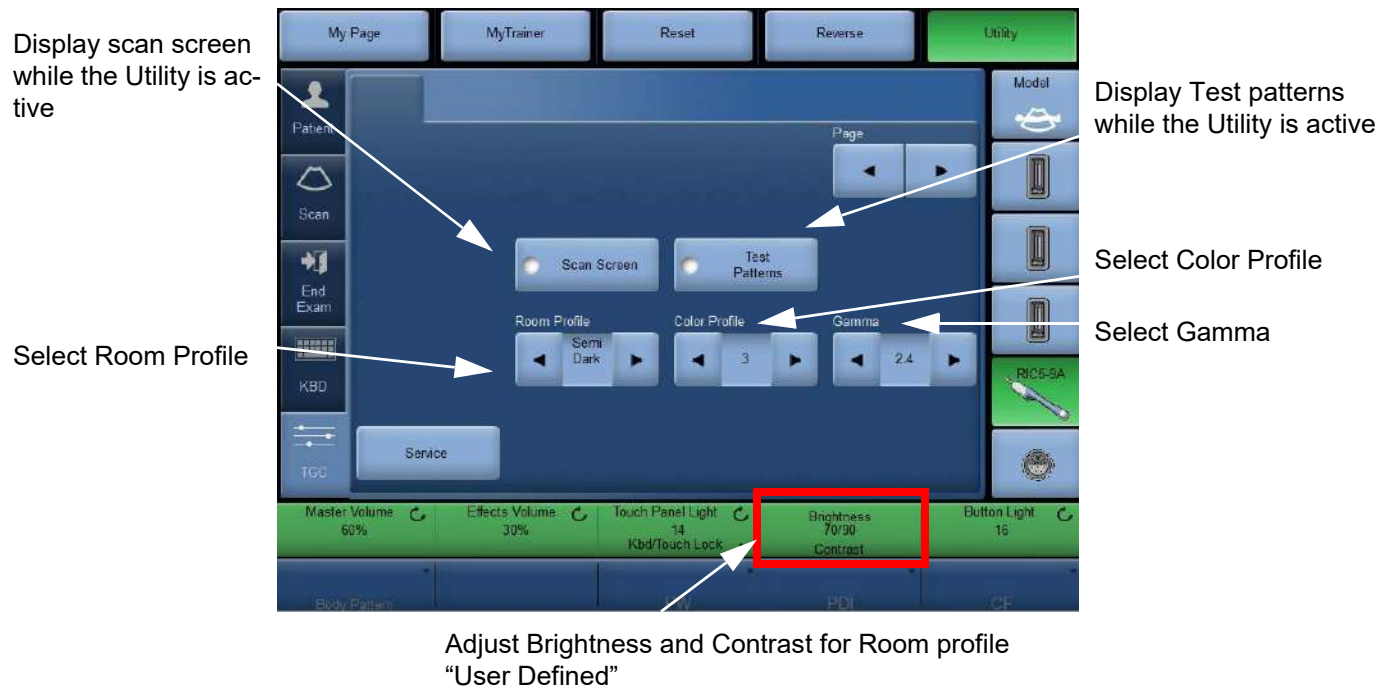 My Page
MyTrainer
Reset
Reverse
Utility
Display scan screen
while the Utility is ac-
tive
Patient
Scan
End
Exam
KBD
TGC
Page
Scan Screen
Test
Patterns
Room Profile
Semi
Dark
Color Profile
3
Gamma
2.4
Service
Model
RIC5-9A
Display Test patterns
while the Utility is active
Select Color Profile
Select Gamma
Select Room Profile
Master Volume
60%
Effects Volume
30%
Touch Panel Light
14
Kbd/Touch Lock
Brightness
70/90
Contrast
Button Light
16
Body Pattern
PW
PDI
CF
Adjust Brightness and Contrast for Room profile
“User Defined”